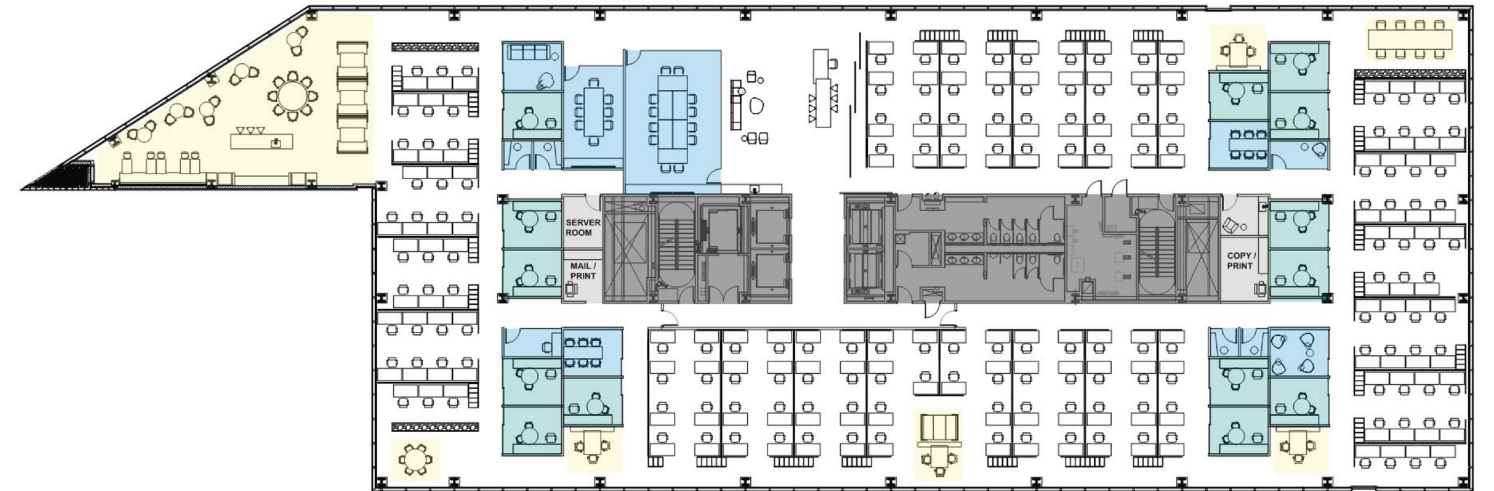 SERVER
ROOM
MAIL /
PRINT
COPY /
PRINT